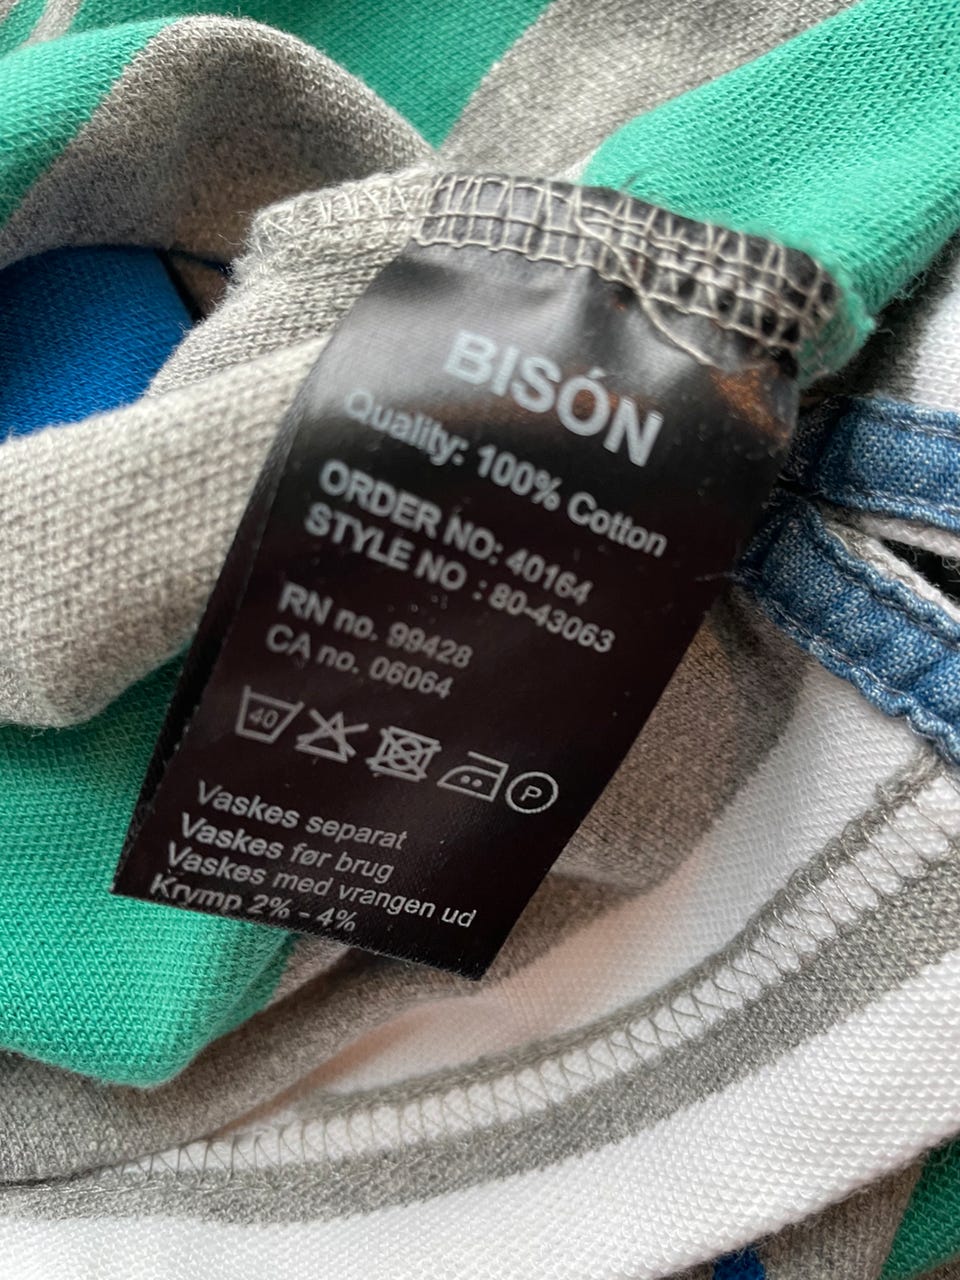 BISÓN
Quality: 100% Cotton
ORDER NO: 40164
STYLE NO : 80-43063
RN no. 99428
CA no. 06064
40 P
Vaskes separat
Vaskes før brug
Vaskes med vrangen ud
Krymp 2% - 4%